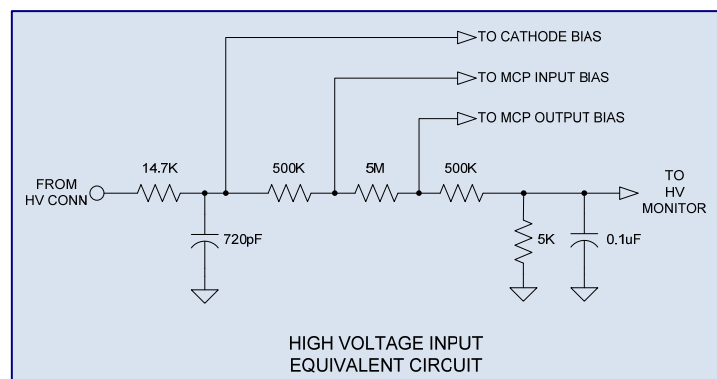 TO CATHODE BIAS
TO MCP INPUT BIAS
TO MCP OUTPUT BIAS
14.7K
500K
5M
500K
FROM
HV CONN
TO
HV
MONITOR
720pF
5K
0.1uF
HIGH VOLTAGE INPUT
EQUIVALENT CIRCUIT